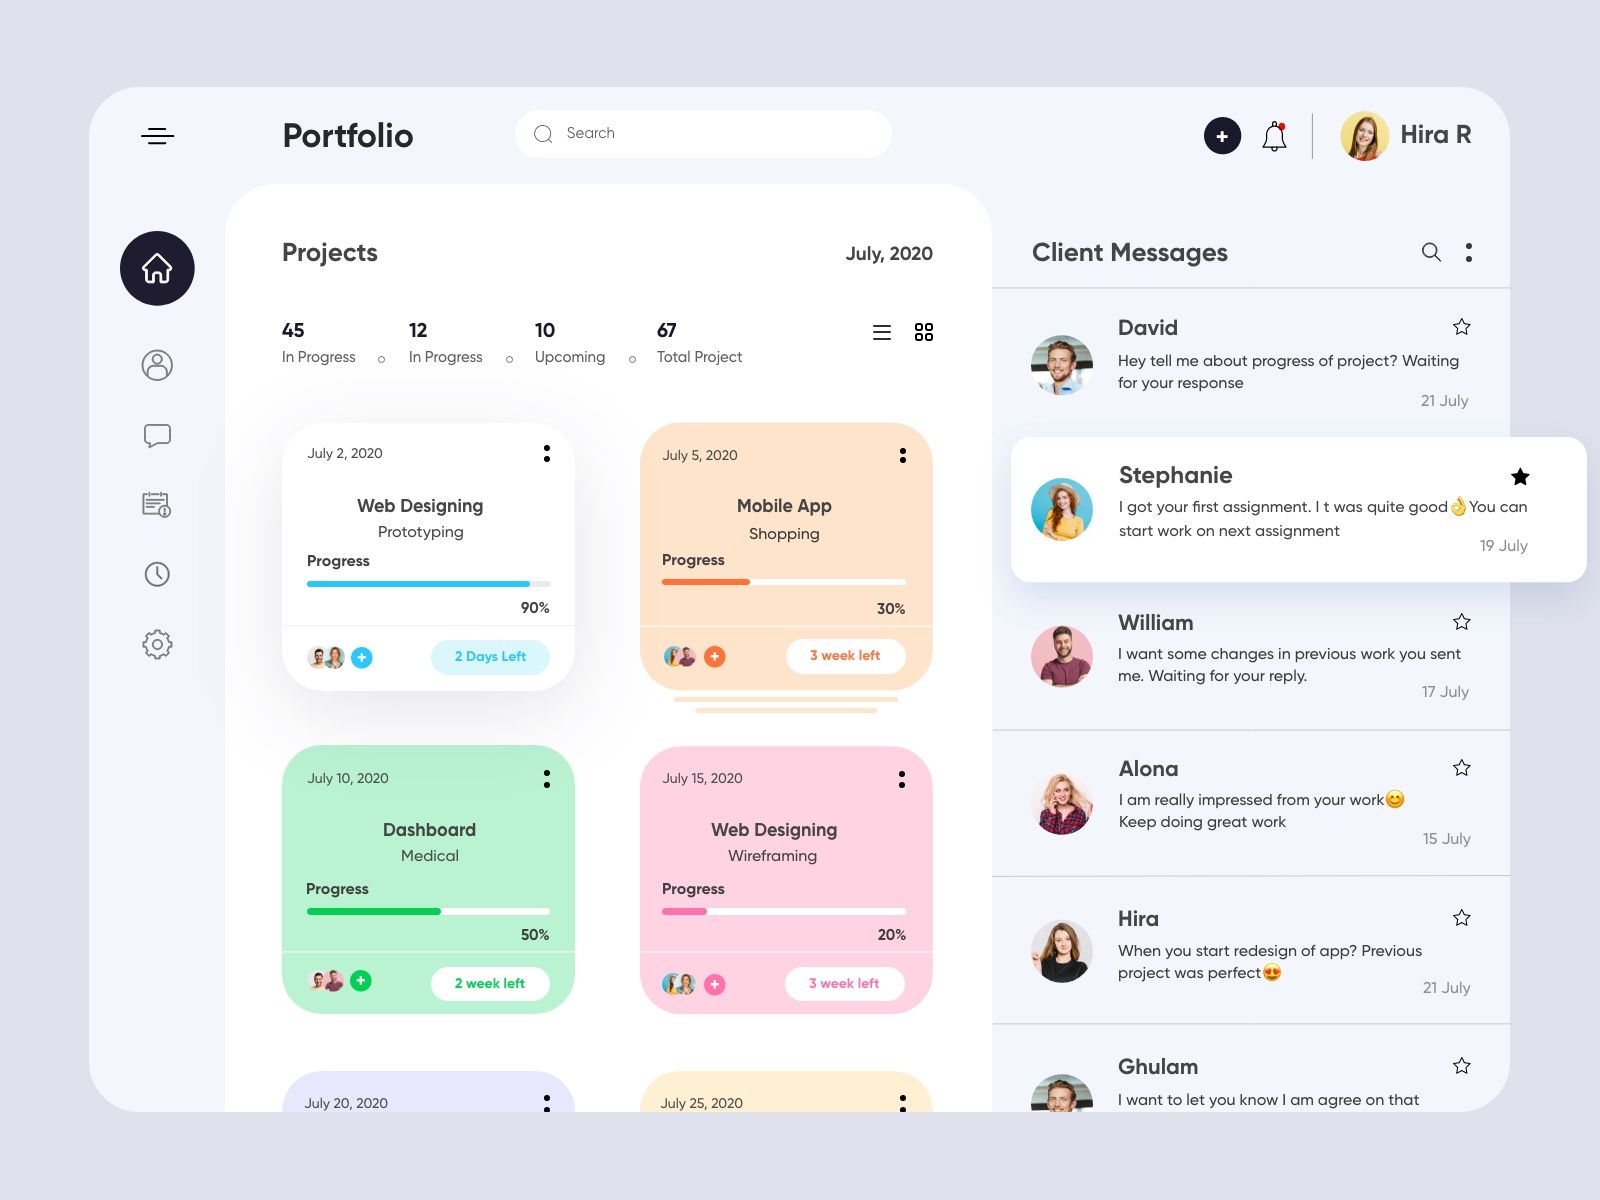 Portfolio
Search
+
Hira R
Projects
July, 2020
45
In Progress
12
In Progress
10
Upcoming
67
Total Project
July 2, 2020
Web Designing
Prototyping
Progress
90%
+
2 Days Left
July 5, 2020
Mobile App
Shopping
Progress
30%
+
3 week left
July 10, 2020
Dashboard
Medical
Progress
50%
+
2 week left
July 15, 2020
Web Designing
Wireframing
Progress
20%
+
3 week left
July 20, 2020
July 25, 2020
Client Messages
David
Hey tell me about progress of project? Waiting
for your response
21 July
Stephanie
I got your first assignment. I t was quite good👌You can
start work on next assignment
19 July
William
I want some changes in previous work you sent
me. Waiting for your reply.
17 July
Alona
I am really impressed from your work😊
Keep doing great work
15 July
Hira
When you start redesign of app? Previous
project was perfect😍
21 July
Ghulam
I want to let you know I am agree on that